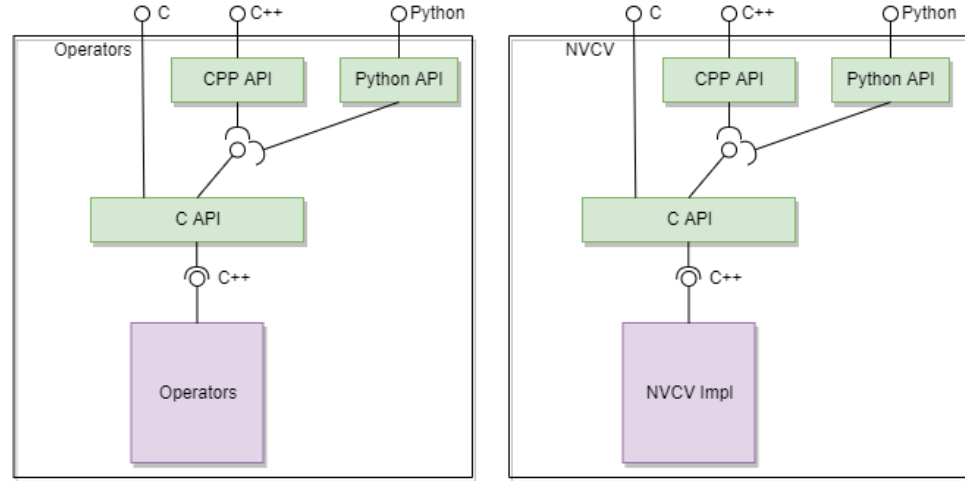 C
C++
Python
Operators
CPP API
Python API
C API
C++
Operators
C
C++
Python
NVCV
CPP API
Python API
C API
C++
NVCV Impl